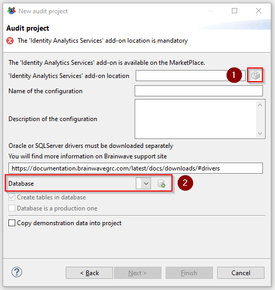 New audit project
Audit project
The 'Identity Analytics Services' add-on location is mandatory
The 'Identity Analytics Services' add-on is available on the MarketPlace.
'Identity Analytics Services' add-on location
1
Name of the configuration
Description of the configuration
Oracle or SQLServer drivers must be downloaded separately
You will find more information on Brainwave support site
https://documentation.brainwavegrc.com/latest/docs/downloads/#drivers
Database
2
Create tables in database
Database is a production one
Copy demonstration data into project
?
< Back
Next >
Finish
Cancel